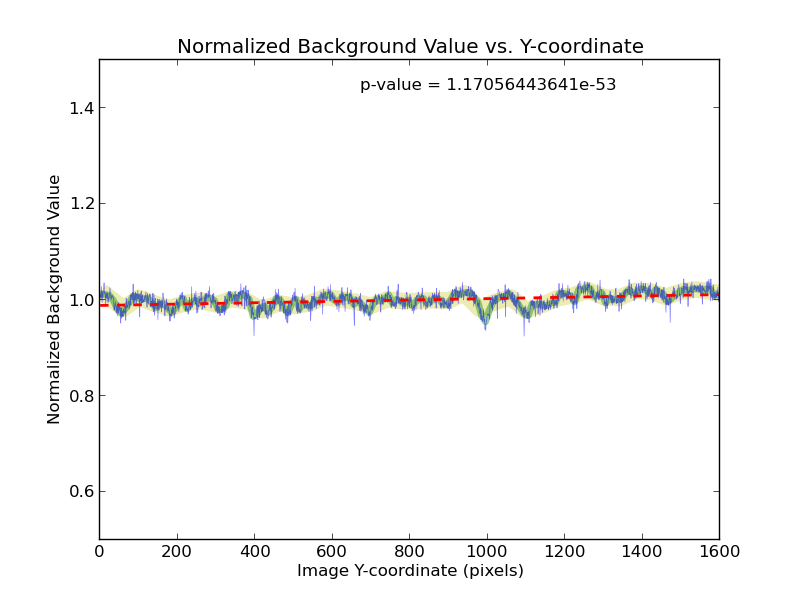 Normalized Background Value vs. Y-coordinate
p-value = 1.17056443641e-53
1.4
1.2
1.0
0.8
0.6
Normalized Background Value
0 200 400 600 800 1000 1200 1400 1600
Image Y-coordinate (pixels)